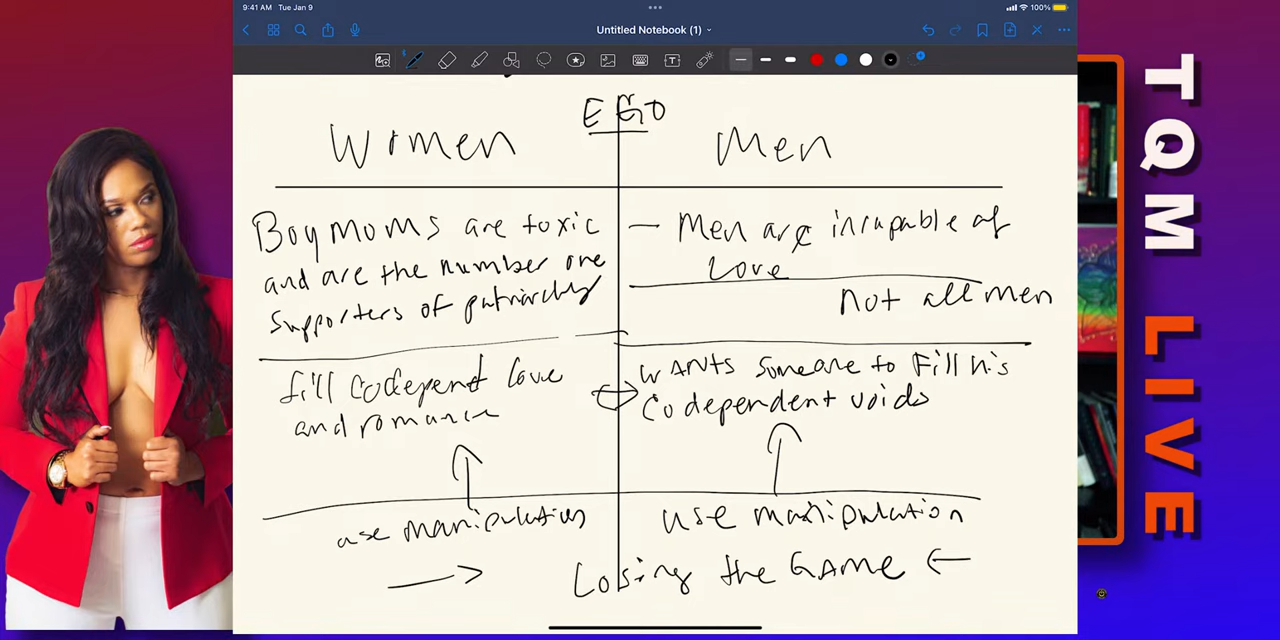 9:41 AM Tue Jan 9
100%
Untitled Notebook (1)
EGO
Women
Men
Boy moms are toxic
and are the number one
supporters of patriarchy
— Men are incapable of
Love
Not all men
fill codependent love
and romance
WANTS someone to fill his
codependent voids
use manipulation
use manipulation
Losing the GAME
TQM LIVE